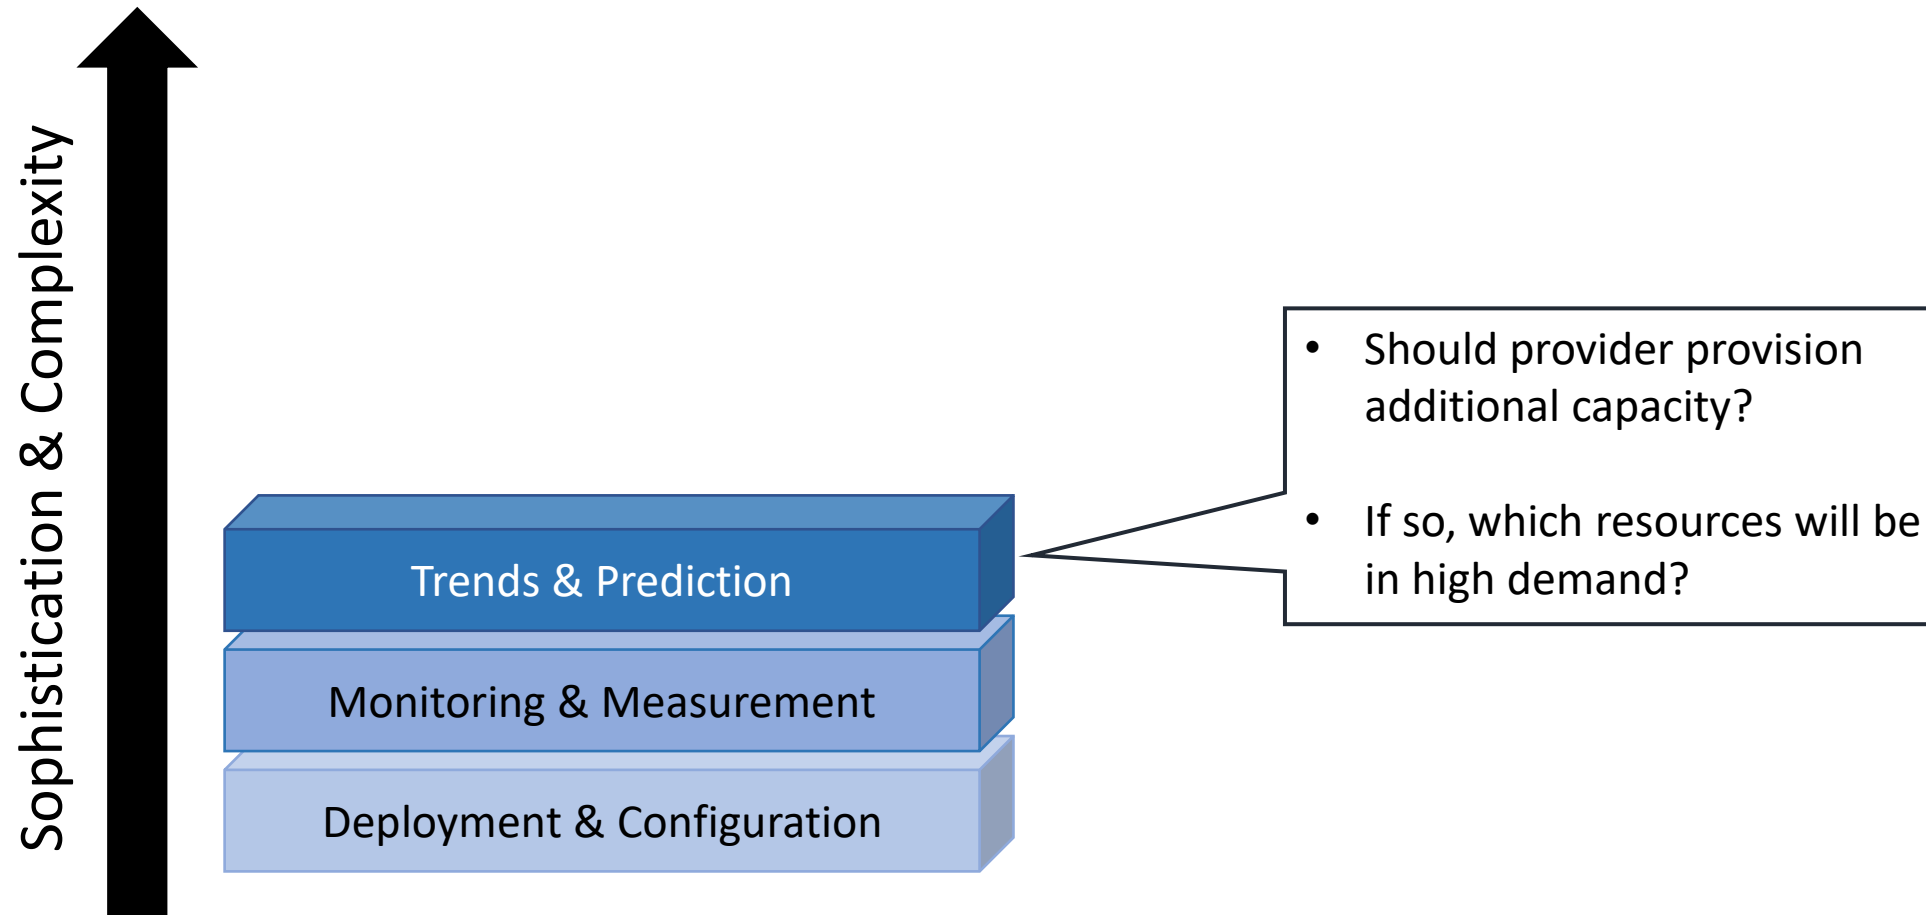 Sophistication & Complexity
• Should provider provision
additional capacity?
• If so, which resources will be
in high demand?
Trends & Prediction
Monitoring & Measurement
Deployment & Configuration